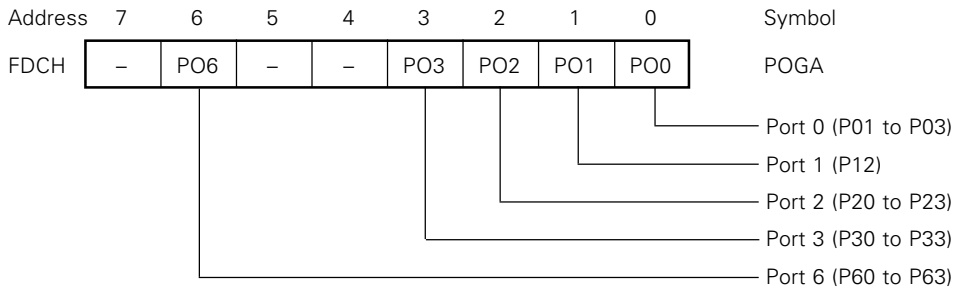 Address 7 6 5 4 3 2 1 0 Symbol
FDCH – PO6 – – PO3 PO2 PO1 PO0 POGA
Port 0 (P01 to P03)
Port 1 (P12)
Port 2 (P20 to P23)
Port 3 (P30 to P33)
Port 6 (P60 to P63)